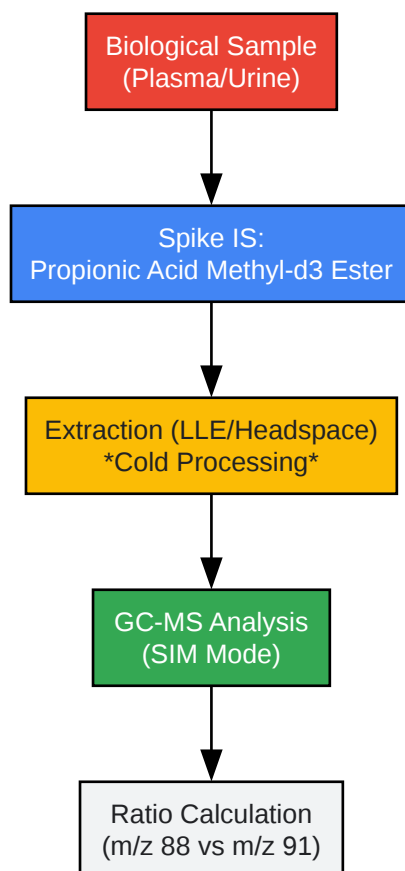 Biological Sample
(Plasma/Urine)
Spike IS:
Propionic Acid Methyl-d3 Ester
Extraction (LLE/Headspace)
*Cold Processing*
GC-MS Analysis
(SIM Mode)
Ratio Calculation
(m/z 88 vs m/z 91)